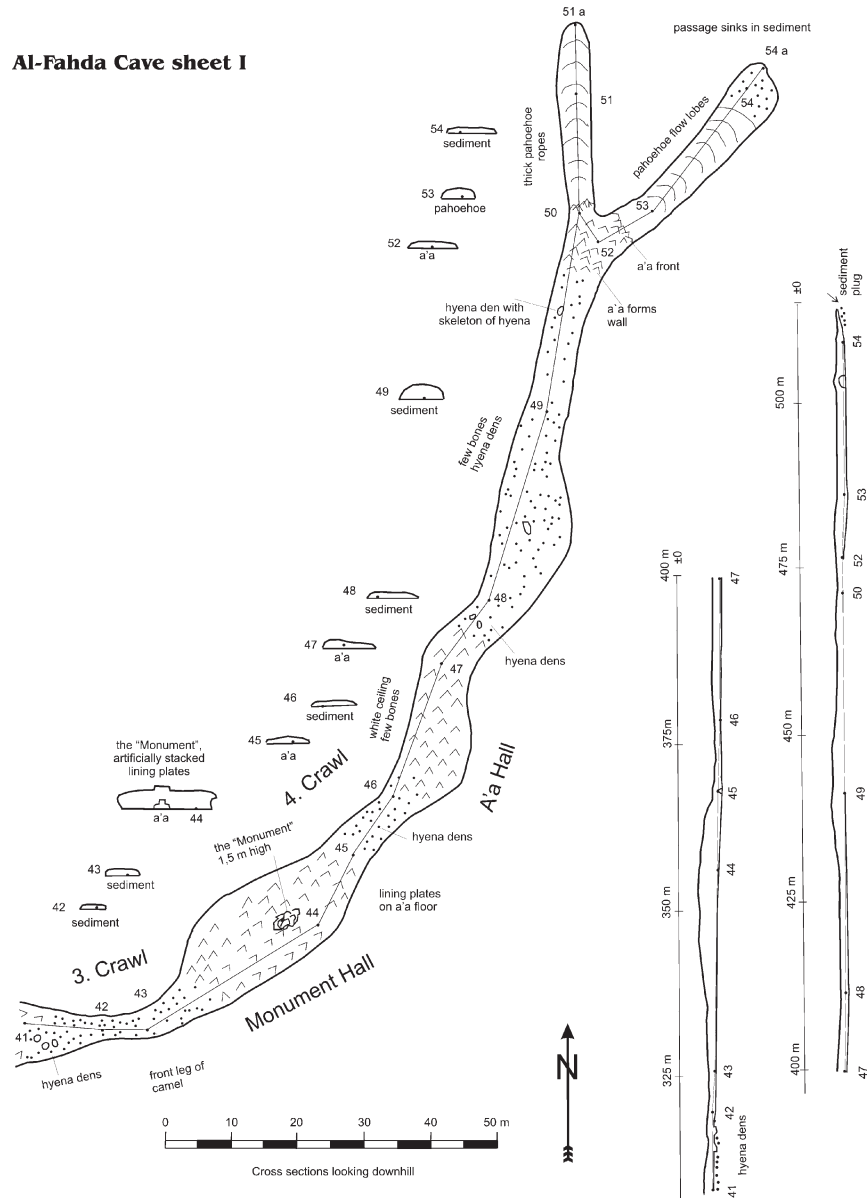 Al-Fahda Cave sheet I
51 a
passage sinks in sediment
54 a
51
54
thick pahoehoe
ropes
pahoehoe flow lobes
54
sediment
53
pahoehoe
50
53
52
a'a
52
a'a front
hyena den with
skeleton of hyena
a`a forms
wall
49
sediment
49
few bones
hyena dens
48
sediment
48
47
a'a
hyena dens
47
46
sediment
white ceiling
few bones
45
a'a
the "Monument",
artificially stacked
lining plates
a'a
44
4. Crawl
46
A'a Hall
the "Monument"
1,5 m high
45
hyena dens
43
sediment
42
sediment
44
lining plates
on a'a floor
3. Crawl
43
42
Monument Hall
41
hyena dens
front leg of
camel
N
0
10
20
30
40
50 m
Cross sections looking downhill
400 m
±0
47
375m
46
45
44
350 m
325 m
43
42
hyena dens
41
±0
sediment
plug
54
500 m
53
475 m
52
50
450 m
49
425 m
48
400 m
47